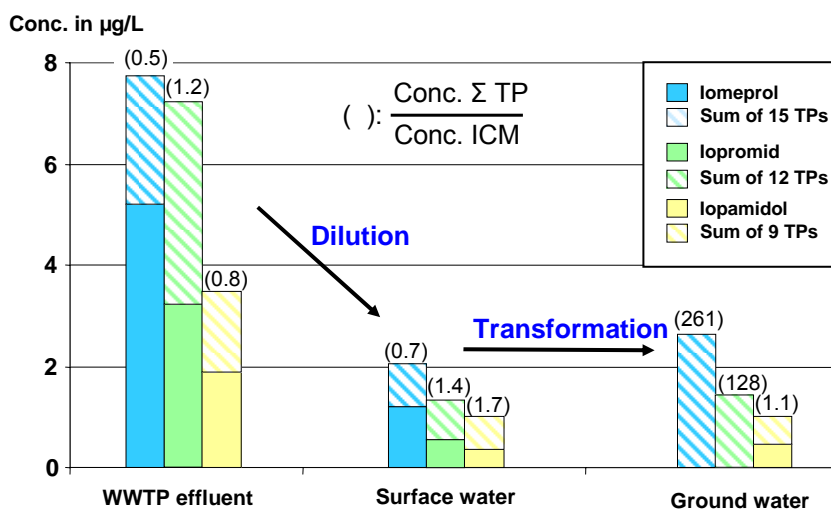 Conc. in µg/L
8
6
4
2
0
(0.5)
(1.2)
(0.8)
( ): Conc. Σ TP
Conc. ICM
Iomeprol
Sum of 15 TPs
Iopromid
Sum of 12 TPs
Iopamidol
Sum of 9 TPs
Dilution
Transformation
(0.7)
(1.4)
(1.7)
(261)
(128)
(1.1)
WWTP effluent
Surface water
Ground water